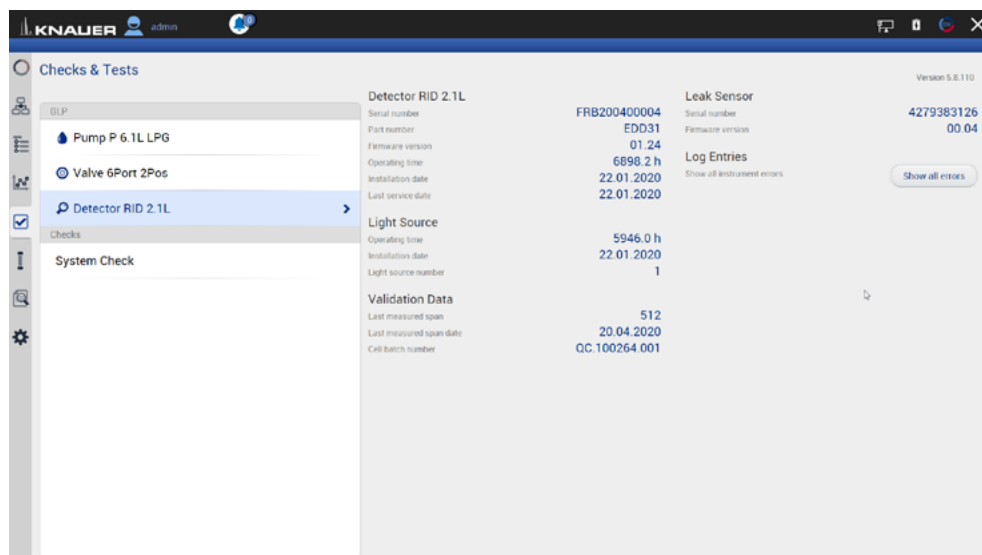 KNAUER admin
Checks & Tests
Version 5.8.110
GLP
Pump P 6.1L LPG
Valve 6Port 2Pos
Detector RID 2.1L
Checks
System Check
Detector RID 2.1L
Serial number FRB200400004
Part number EDD31
Firmware version 01.24
Operating time 6898.2 h
Installation date 22.01.2020
Last service date 22.01.2020
Light Source
Operating time 5946.0 h
Installation date 22.01.2020
Light source number 1
Validation Data
Last measured span 512
Last measured span date 20.04.2020
Cell batch number QC.100264.001
Leak Sensor
Serial number 4279383126
Firmware version 00.04
Log Entries
Show all instrument errors Show all errors